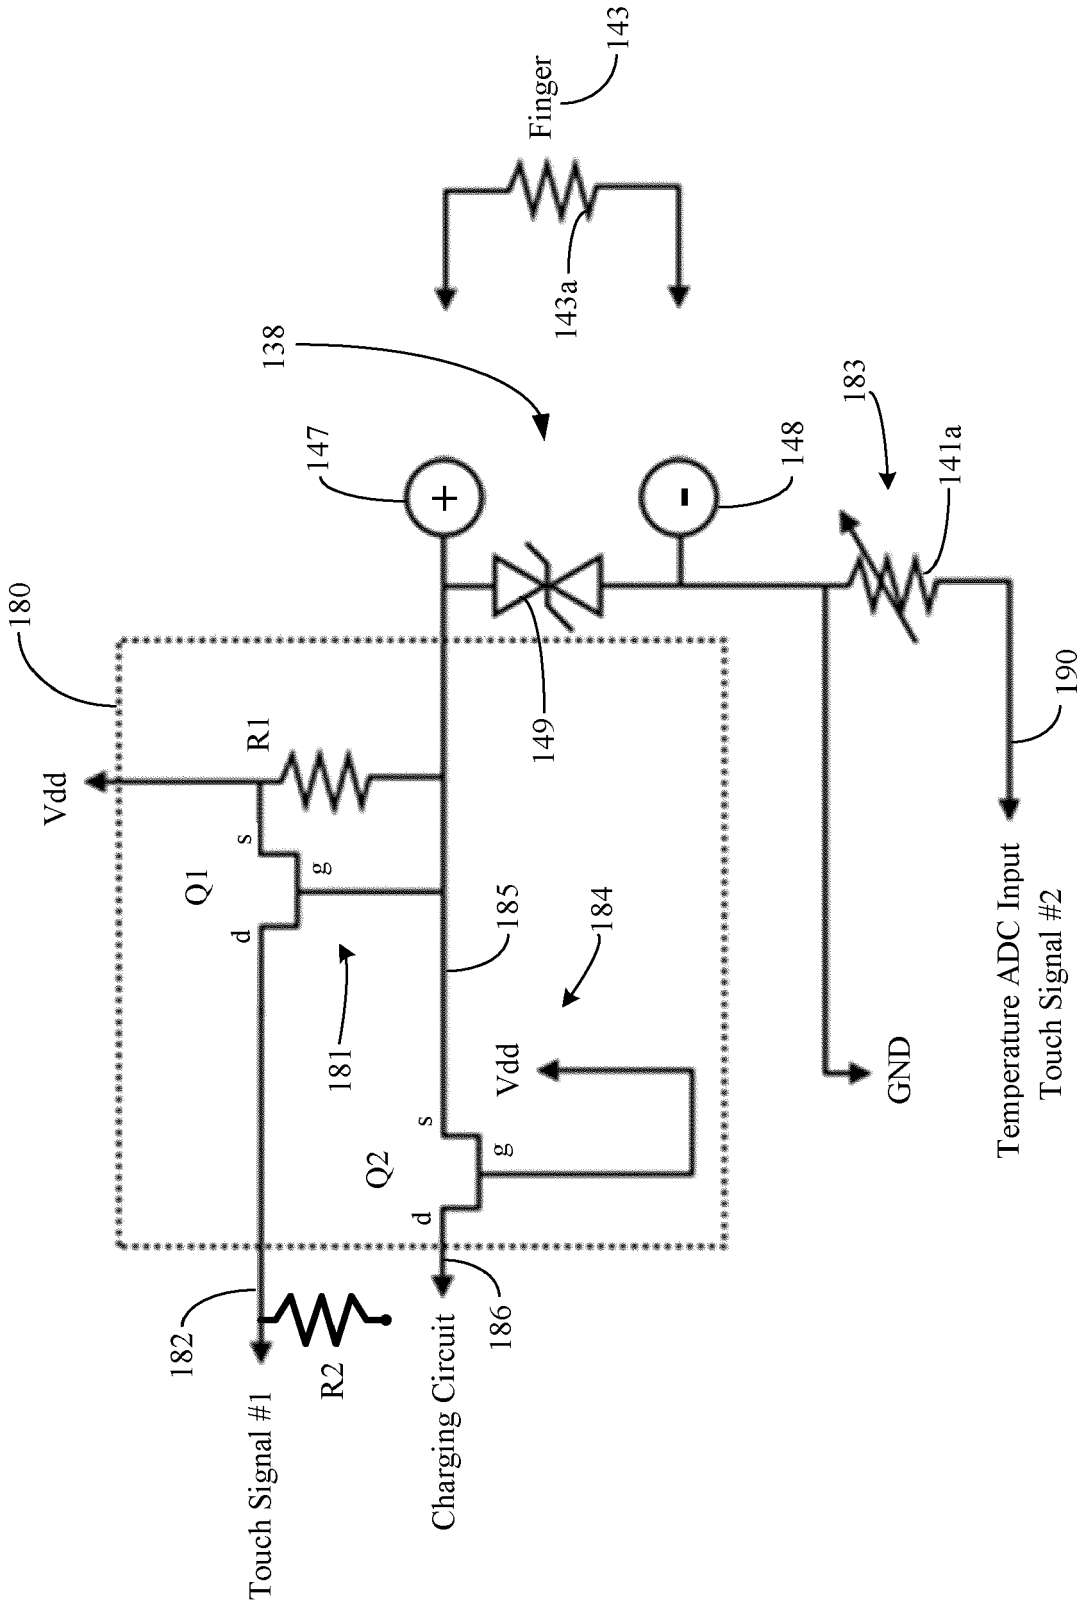 180
Vdd
R1
s
Q1
g
d
181
182
Touch Signal #1
R2
185
184
Vdd
s
Q2
g
d
186
Charging Circuit
147
+
138
149
-
148
Finger
143
143a
183
141a
190
GND
Temperature ADC Input
Touch Signal #2